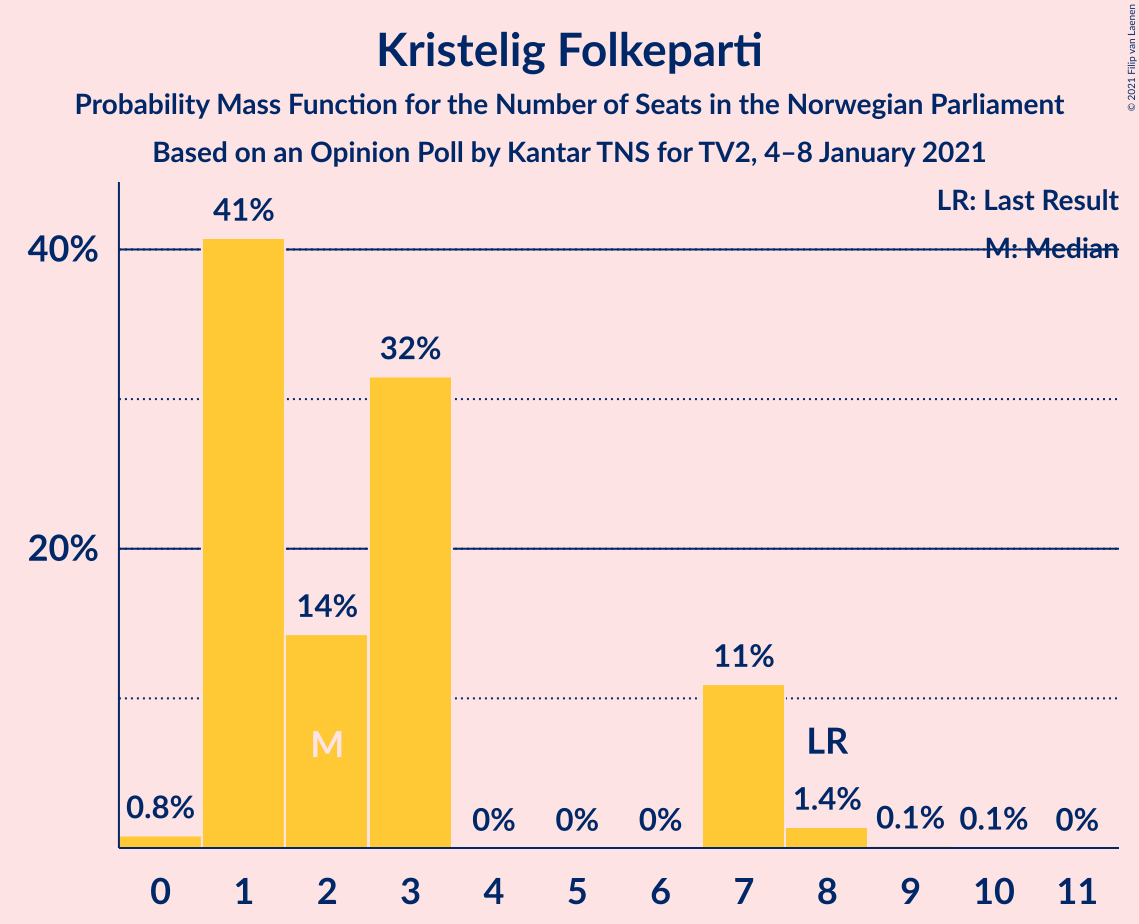 Kristelig Folkeparti
Probability Mass Function for the Number of Seats in the Norwegian Parliament
Based on an Opinion Poll by Kantar TNS for TV2, 4–8 January 2021
© 2021 Filip van Laenen
LR: Last Result
M: Median
40%
20%
0.8%
41%
14%
32%
0%
0%
0%
11%
1.4%
0.1%
0.1%
0%
M
LR
0 1 2 3 4 5 6 7 8 9 10 11